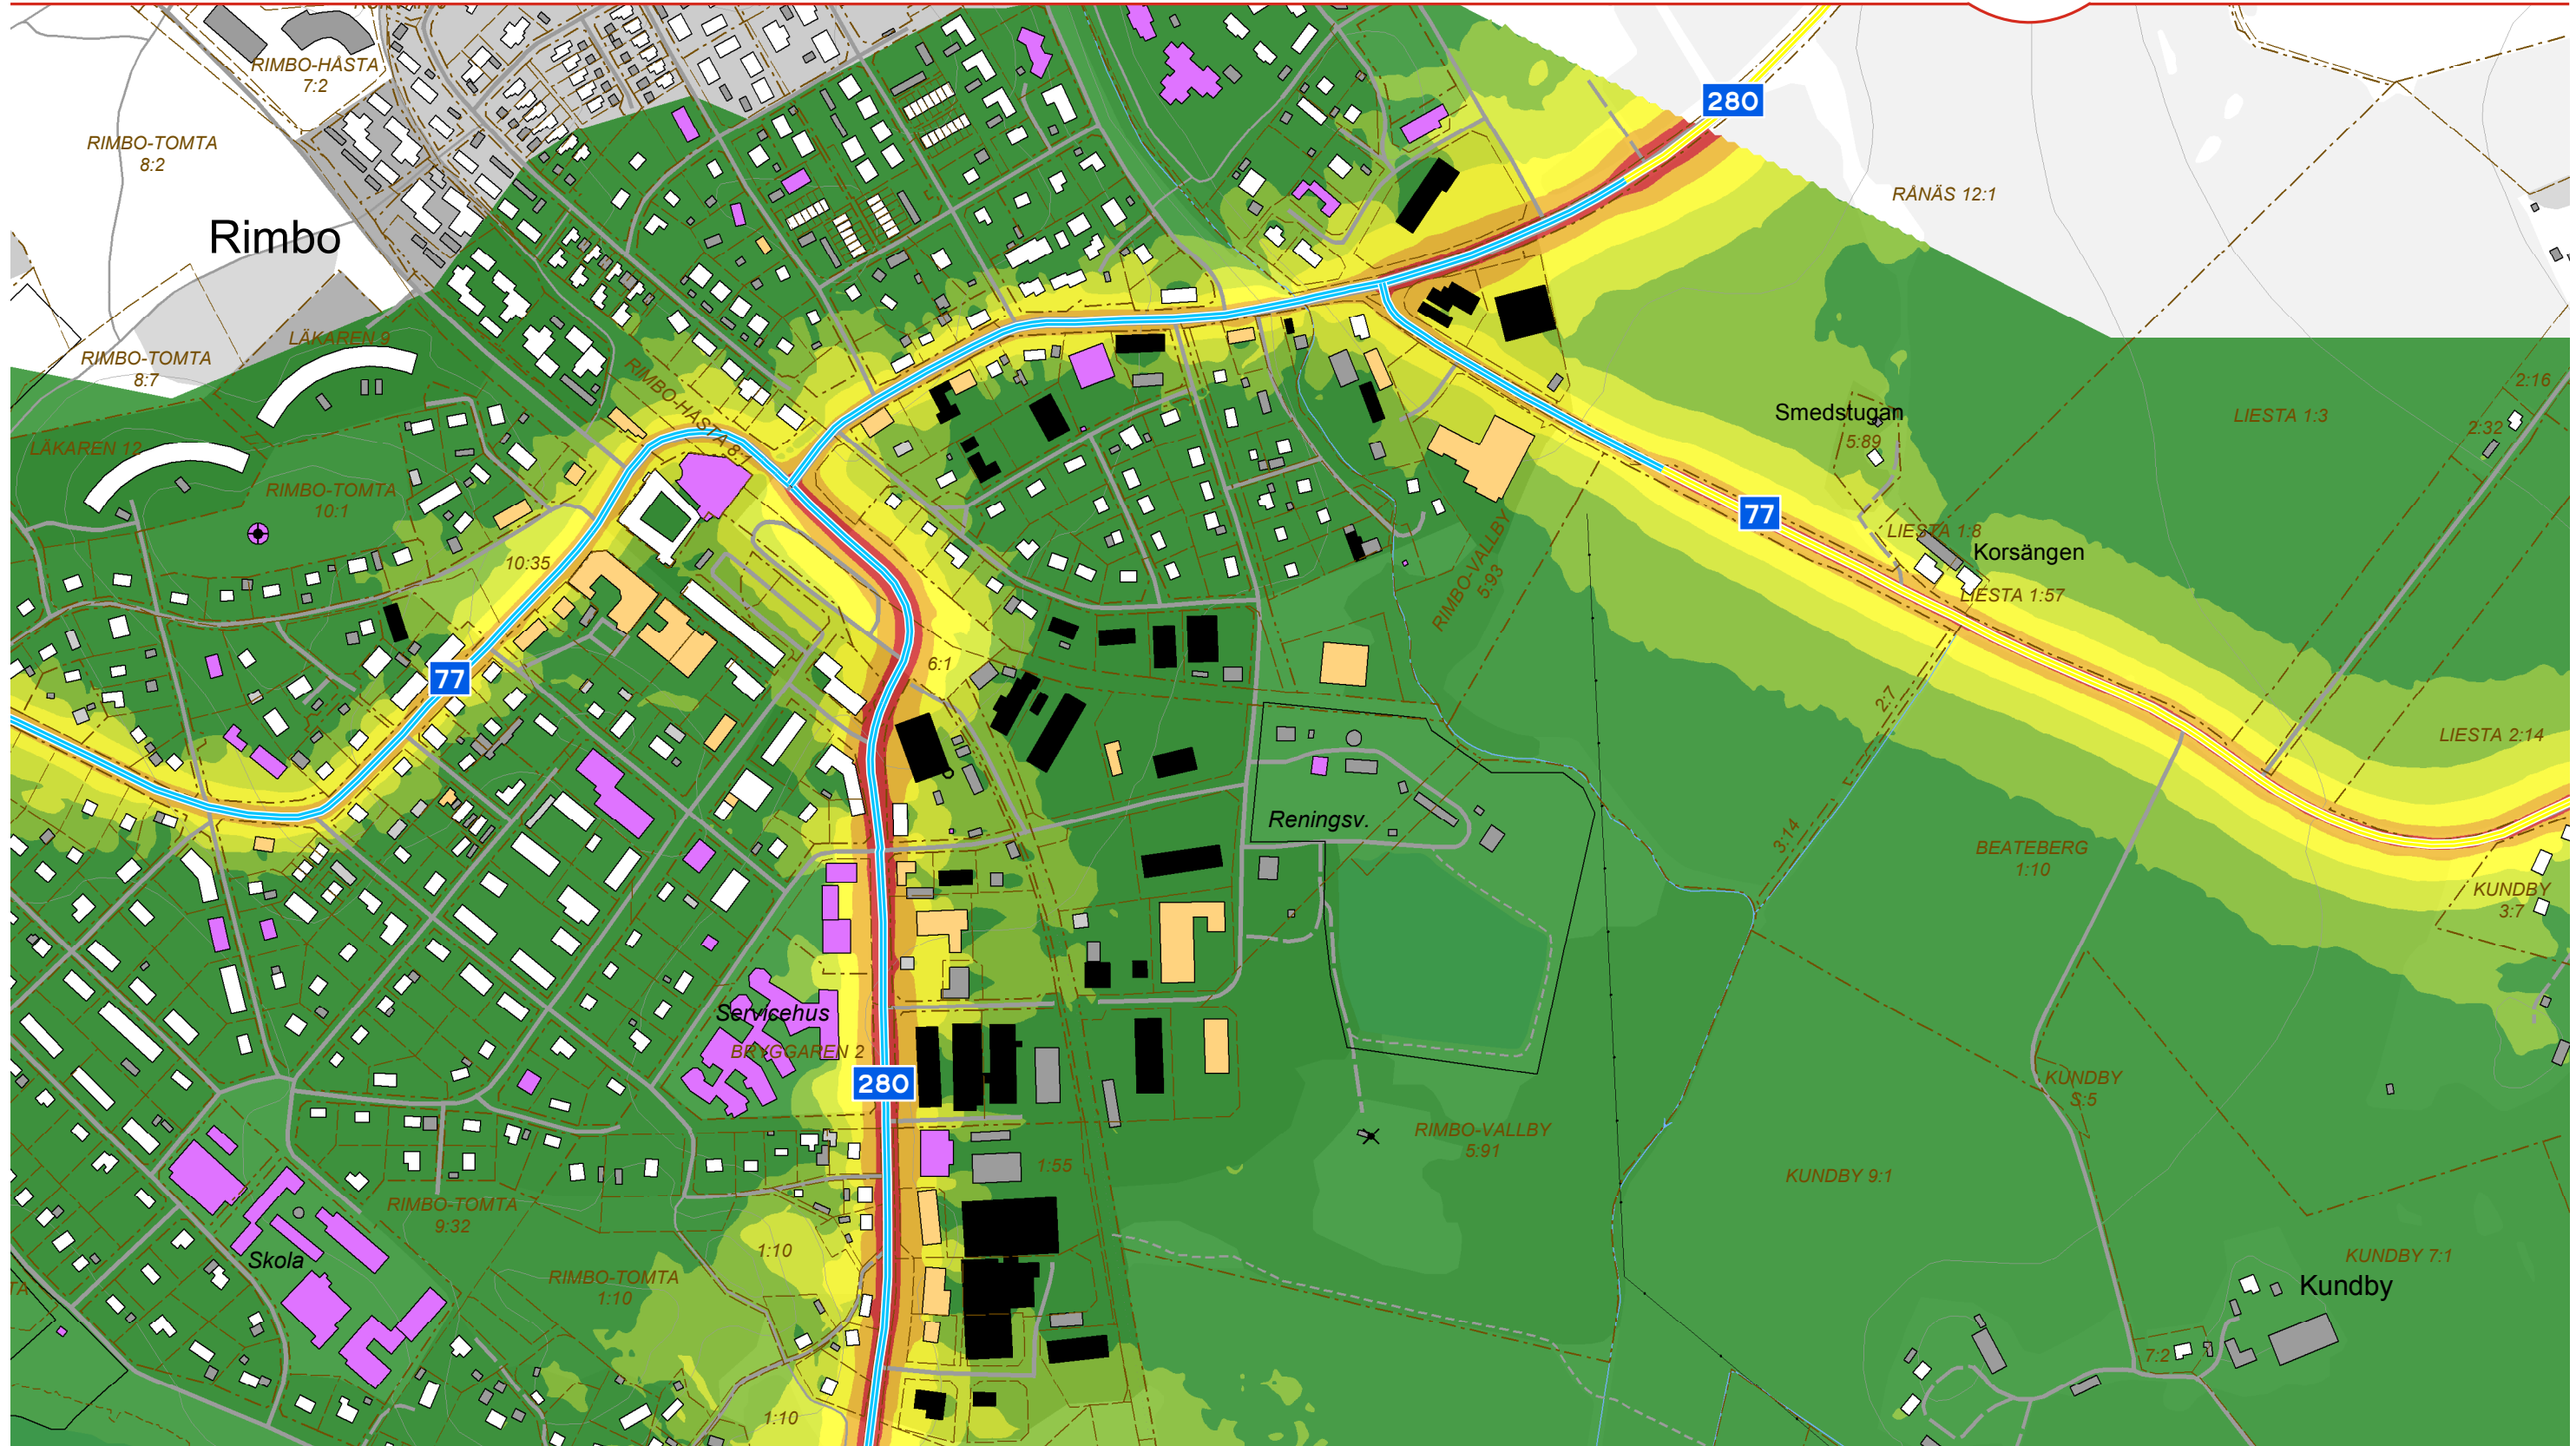 RIMBO-HÅSTA
7:2
280
RIMBO-TOMTA
8:2
RÅNÄS 12:1
Rimbo
LÄKAREN 9
RIMBO-TOMTA
8:7
RIMBO-HÅSTA 8:1
2:16
Smedstugan
LIESTA 1:3
5:89
2:32
LÄKAREN 12
RIMBO-TOMTA
10:1
77
LIESTA 1:8
Korsängen
10:35
RIMBO-VALLBY
5:93
LIESTA 1:57
6:1
77
2:7
LIESTA 2:14
Reningsv.
3:14
BEATEBERG
1:10
KUNDBY
3:7
Servicehus
BRYGGAREN 2
280
KUNDBY
S:5
RIMBO-VALLBY
5:91
1:55
KUNDBY 9:1
RIMBO-TOMTA
9:32
1:10
Skola
KUNDBY 7:1
RIMBO-TOMTA
1:10
Kundby
TA
7:2
1:10